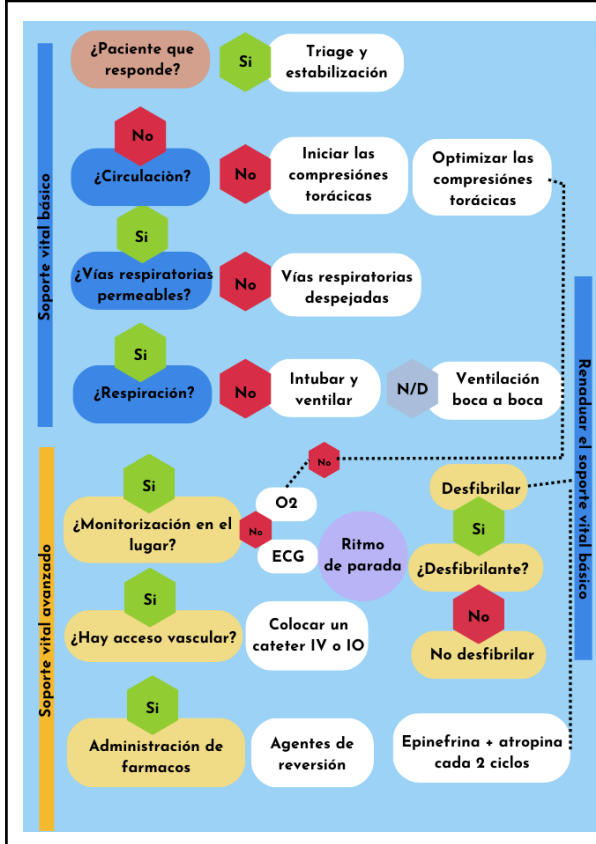 ¿Paciente que
responde?
Si
Triage y
estabilización
No
¿Circulaciòn?
No
Iniciar las
compresiónes
torácicas
Optimizar las
compresiónes
torácicas
Si
¿Vías respiratorias
permeables?
No
Vías respiratorias
despejadas
Si
¿Respiración?
No
Intubar y
ventilar
N/D
Ventilación
boca a boca
Soporte vital básico
Renaduar el soporte vital
básico
Si
¿Monitorización en el
lugar?
No
O2
No
ECG
Ritmo
de parada
Desfibrilar
Si
¿Desfibrilante?
No
No desfibrilar
Si
¿Hay acceso vascular?
Colocar un
cateter IV o IO
Si
Administración de
farmacos
Agentes de
reversión
Epinefrina + atropina
cada 2 ciclos
Soporte vital avanzado